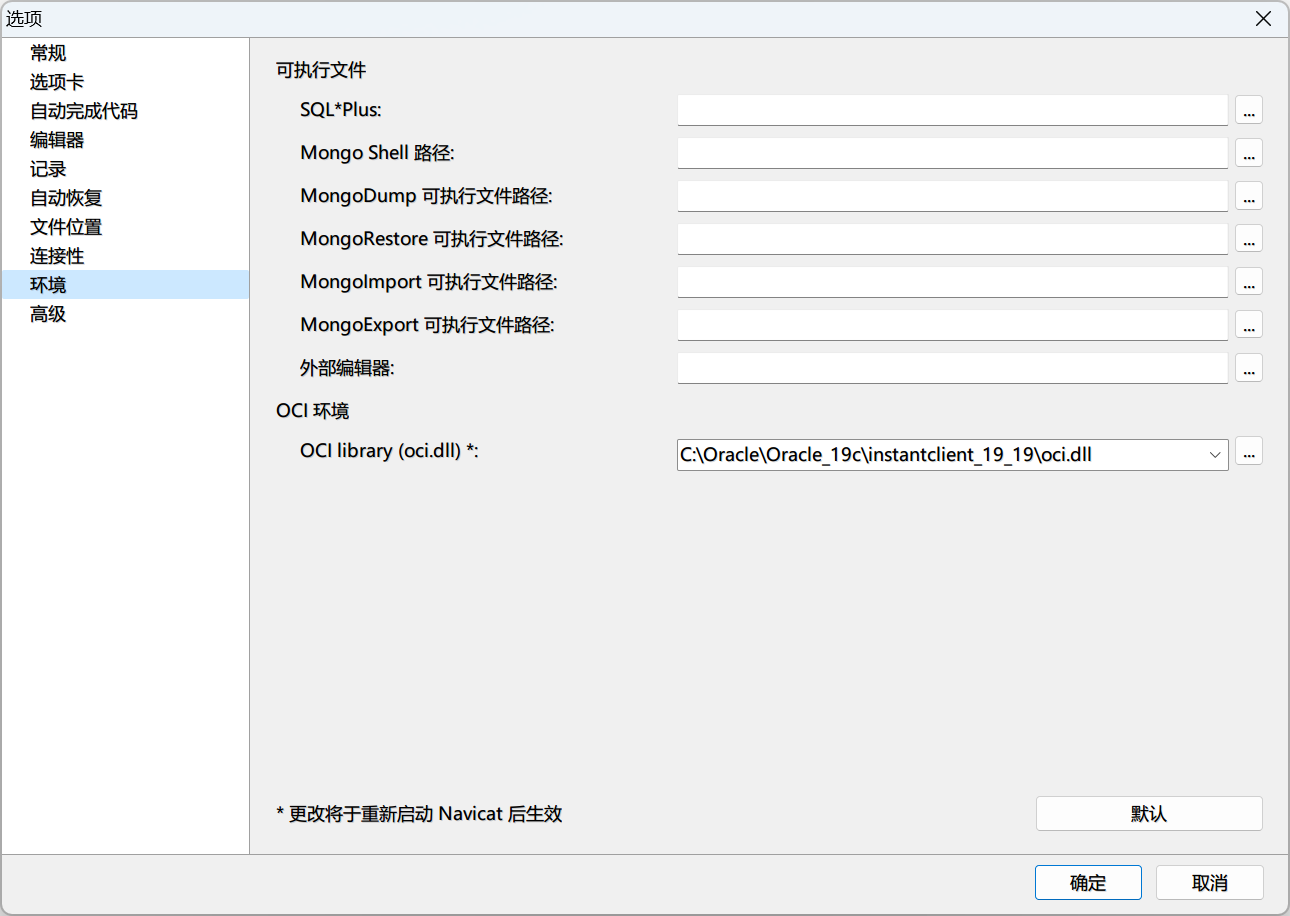 选项
常规
选项卡
自动完成代码
编辑器
记录
自动恢复
文件位置
连接性
环境
高级
可执行文件
SQL*Plus:
...
Mongo Shell 路径:
...
MongoDump 可执行文件路径:
...
MongoRestore 可执行文件路径:
...
MongoImport 可执行文件路径:
...
MongoExport 可执行文件路径:
...
外部编辑器:
...
OCI 环境
OCI library (oci.dll) *: C:\Oracle\Oracle_19c\instantclient_19_19\oci.dll ...
* 更改将于重新启动 Navicat 后生效 默认
确定 取消